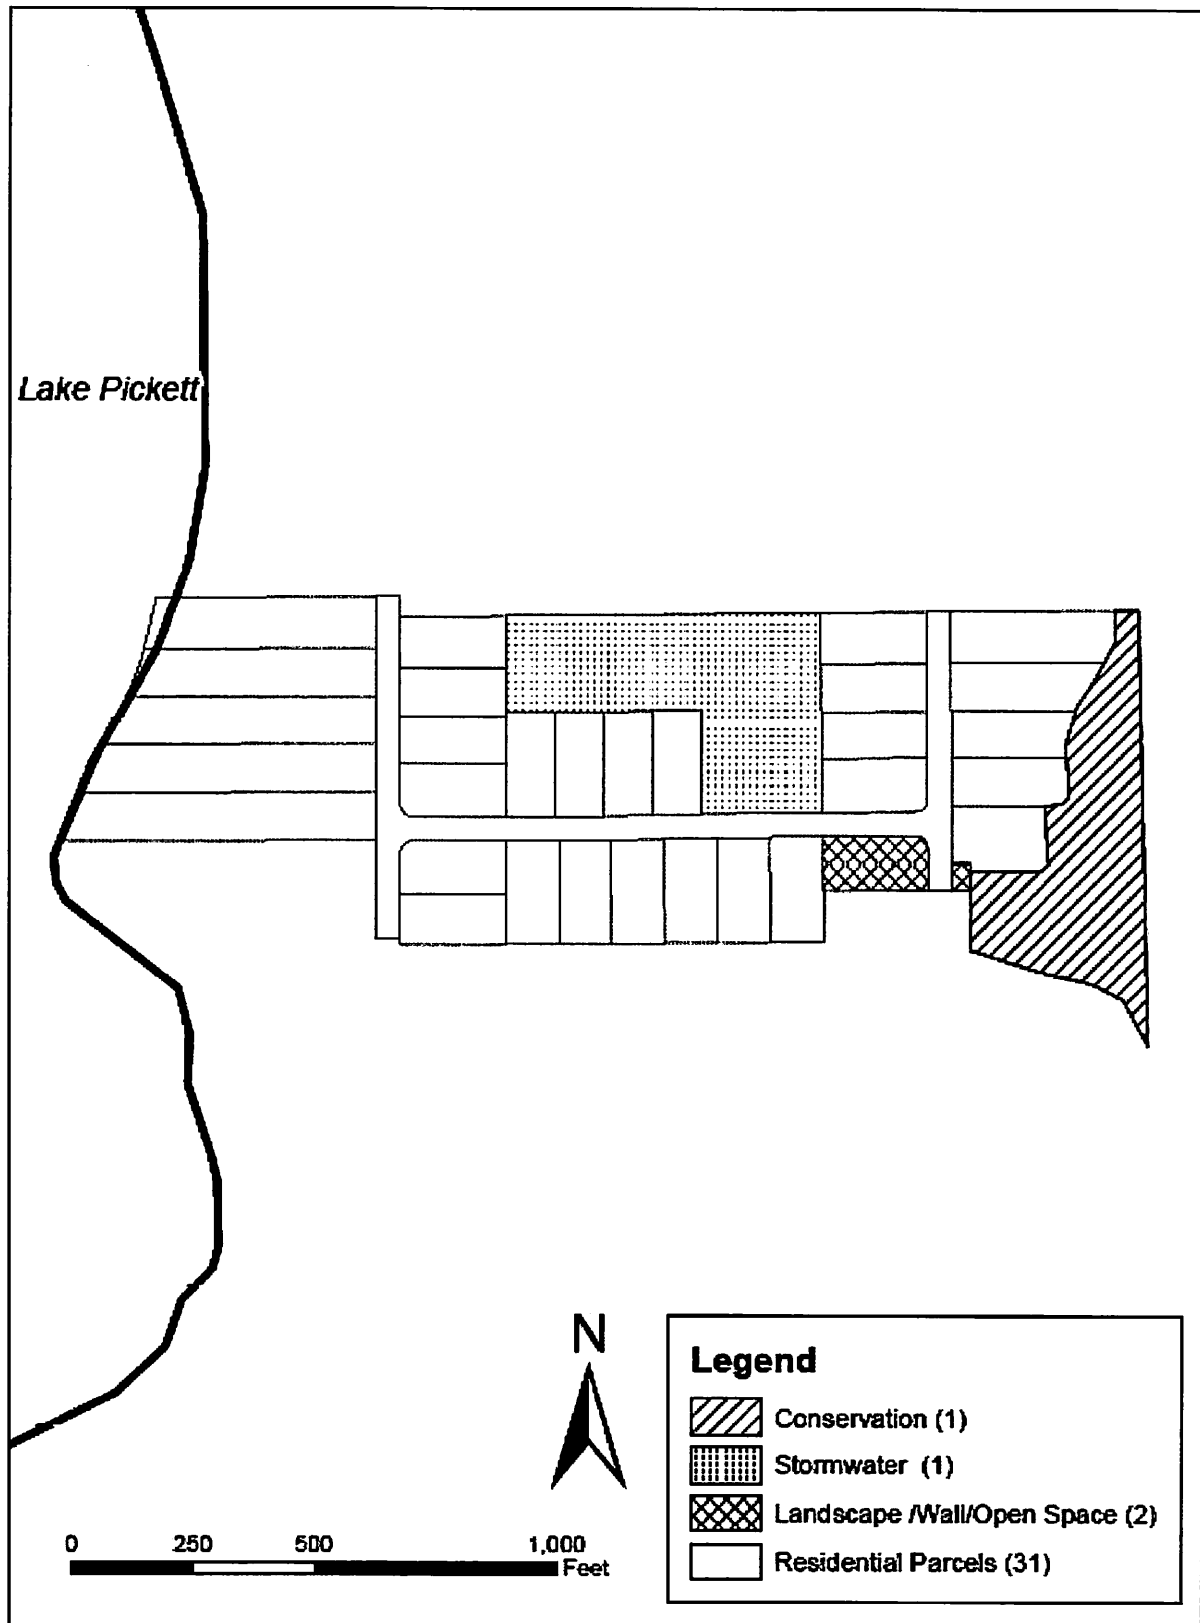 Lake Pickett
N
Legend
Conservation (1)
Stormwater (1)
Landscape /Wall/Open Space (2)
Residential Parcels (31)
0 250 500 1,000
Feet